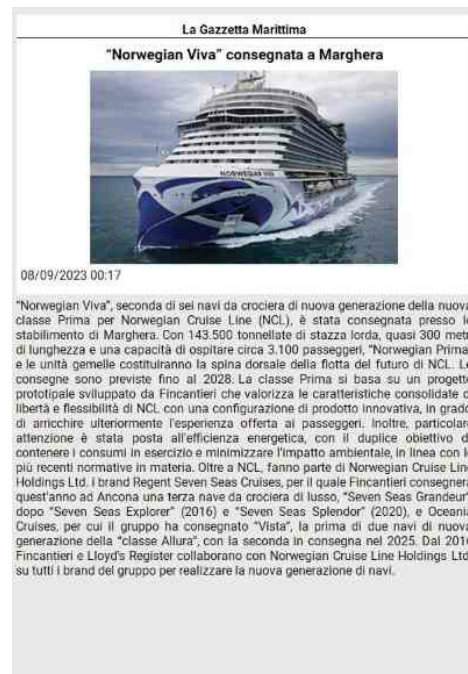 La Gazzetta Marittima
“Norwegian Viva” consegnata a Marghera
NORWEGIAN VIVA
08/09/2023 00:17
“Norwegian Viva”, seconda di sei navi da crociera di nuova generazione della nuova
classe Prima per Norwegian Cruise Line (NCL), è stata consegnata presso lo
stabilimento di Marghera. Con 143.500 tonnellate di stazza lorda, quasi 300 metri
di lunghezza e una capacità di ospitare circa 3.100 passeggeri, “Norwegian Prima”
e le unità gemelle costituiranno la spina dorsale della flotta del futuro di NCL. Le
consegne sono previste fino al 2028. La classe Prima si basa su un progetto
prototipale sviluppato da Fincantieri che valorizza le caratteristiche consolidate di
libertà e flessibilità di NCL con una configurazione di prodotto innovativa, in grado
di arricchire ulteriormente l'esperienza offerta ai passeggeri. Inoltre, particolare
attenzione è stata posta all'efficienza energetica, con il duplice obiettivo di
contenere i consumi in esercizio e minimizzare l'impatto ambientale, in linea con le
più recenti normative in materia. Oltre a NCL, fanno parte di Norwegian Cruise Line
Holdings Ltd. i brand Regent Seven Seas Cruises, per il quale Fincantieri consegnerà
quest'anno ad Ancona una terza nave da crociera di lusso, “Seven Seas Grandeur”,
dopo “Seven Seas Explorer” (2016) e “Seven Seas Splendor” (2020), e Oceania
Cruises, per cui il gruppo ha consegnato “Vista”, la prima di due navi di nuova
generazione della “classe Allura”, con la seconda in consegna nel 2025. Dal 2016
Fincantieri e Lloyd's Register collaborano con Norwegian Cruise Line Holdings Ltd.
su tutti i brand del gruppo per realizzare la nuova generazione di navi.